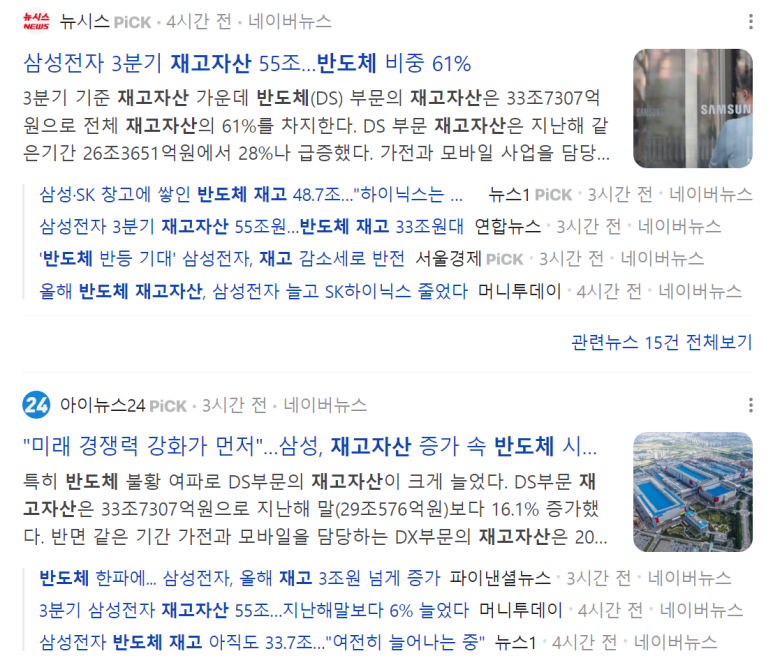 뉴시스 NEWS 뉴시스 PiCK · 4시간 전 · 네이버뉴스
삼성전자 3분기 재고자산 55조...반도체 비중 61%
3분기 기준 재고자산 가운데 반도체(DS) 부문의 재고자산은 33조7307억
원으로 전체 재고자산의 61%를 차지한다. DS 부문 재고자산은 지난해 같
은기간 26조3651억원에서 28%나 급증했다. 가전과 모바일 사업을 담당...
SAMSUN
삼성·SK 창고에 쌓인 반도체 재고 48.7조..."하이닉스는 ... 뉴스1 PiCK · 3시간 전 · 네이버뉴스
삼성전자 3분기 재고자산 55조원...반도체 재고 33조원대 연합뉴스 · 3시간 전 · 네이버뉴스
'반도체 반등 기대' 삼성전자, 재고 감소세로 반전 서울경제 PiCK · 3시간 전 · 네이버뉴스
올해 반도체 재고자산, 삼성전자 늘고 SK하이닉스 줄었다 머니투데이 · 4시간 전 · 네이버뉴스
관련뉴스 15건 전체보기
24 아이뉴스24 PiCK · 3시간 전 · 네이버뉴스
"미래 경쟁력 강화가 먼저"...삼성, 재고자산 증가 속 반도체 시...
특히 반도체 불황 여파로 DS부문의 재고자산이 크게 늘었다. DS부문 재
고자산은 33조7307억원으로 지난해 말(29조576억원)보다 16.1% 증가했
다. 반면 같은 기간 가전과 모바일을 담당하는 DX부문의 재고자산은 20...
반도체 한파에... 삼성전자, 올해 재고 3조원 넘게 증가 파이낸셜뉴스 · 3시간 전 · 네이버뉴스
3분기 삼성전자 재고자산 55조...지난해말보다 6% 늘었다 머니투데이 · 4시간 전 · 네이버뉴스
삼성전자 반도체 재고 아직도 33.7조..."여전히 늘어나는 중" 뉴스1 · 4시간 전 · 네이버뉴스